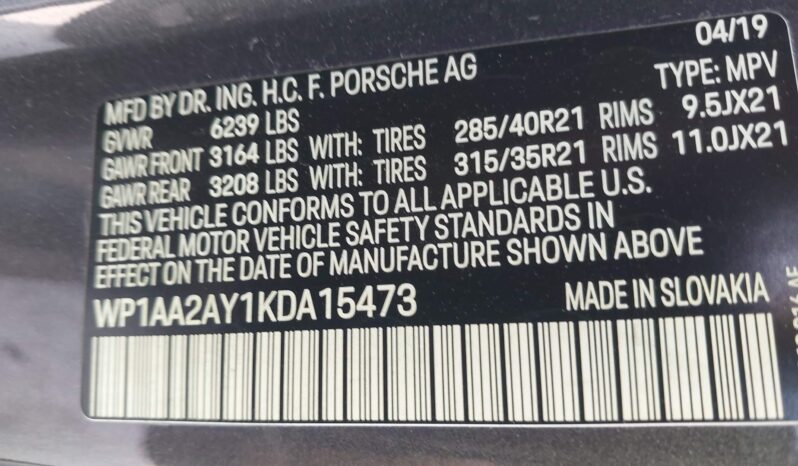 04/19
MFD BY DR. ING. H.C. F. PORSCHE AG TYPE: MPV
GVWR 6239 LBS
GAWR FRONT 3164 LBS WITH: TIRES 285/40R21 RIMS 9.5JX21
GAWR REAR 3208 LBS WITH: TIRES 315/35R21 RIMS 11.0JX21
THIS VEHICLE CONFORMS TO ALL APPLICABLE U.S.
FEDERAL MOTOR VEHICLE SAFETY STANDARDS IN
EFFECT ON THE DATE OF MANUFACTURE SHOWN ABOVE
WP1AA2AY1KDA15473 MADE IN SLOVAKIA